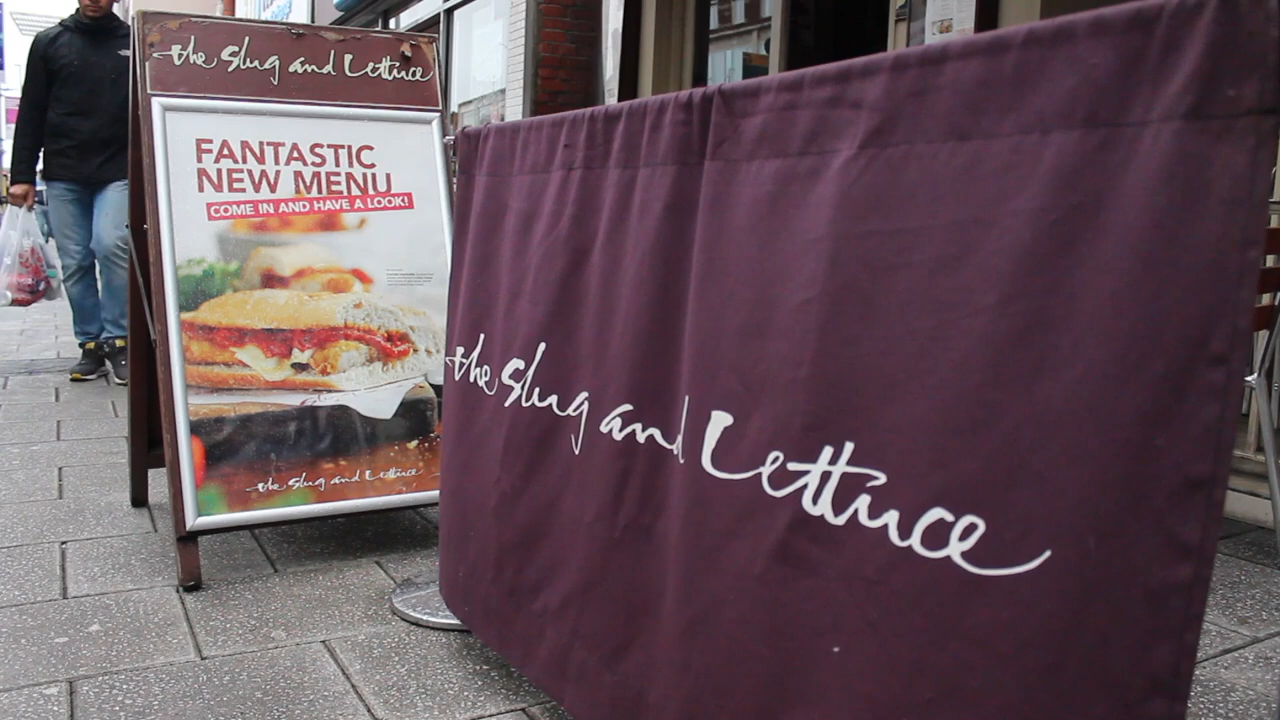 the Slug and Lettuce
FANTASTIC
NEW MENU
COME IN AND HAVE A LOOK!
the Slug and Lettuce
the Slug and Lettuce